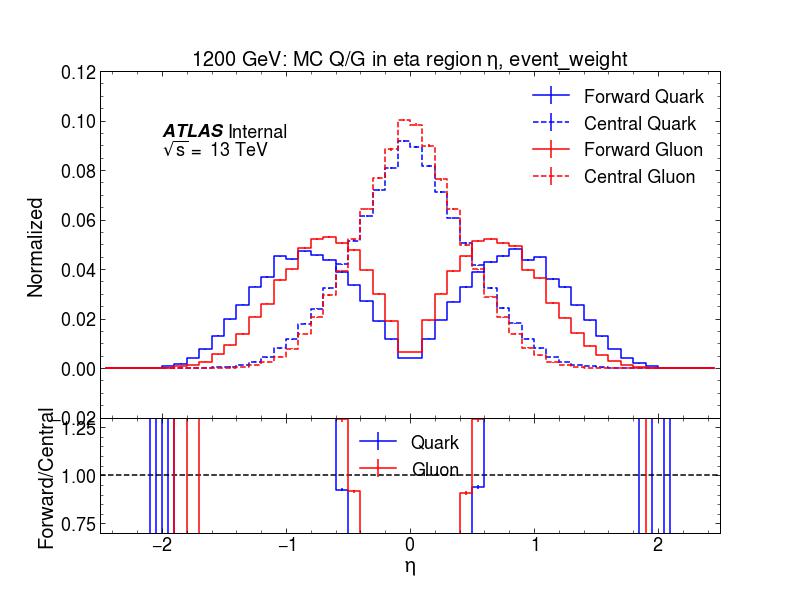 1200 GeV: MC Q/G in eta region η, event_weight
0.12
0.10
0.08
0.06
0.04
0.02
0.00
0.02
Normalized
ATLAS Internal
√s = 13 TeV
Forward Quark
Central Quark
Forward Gluon
Central Gluon
1.25
1.00
0.75
Forward/Central
Quark
Gluon
−2 −1 0 1 2
η